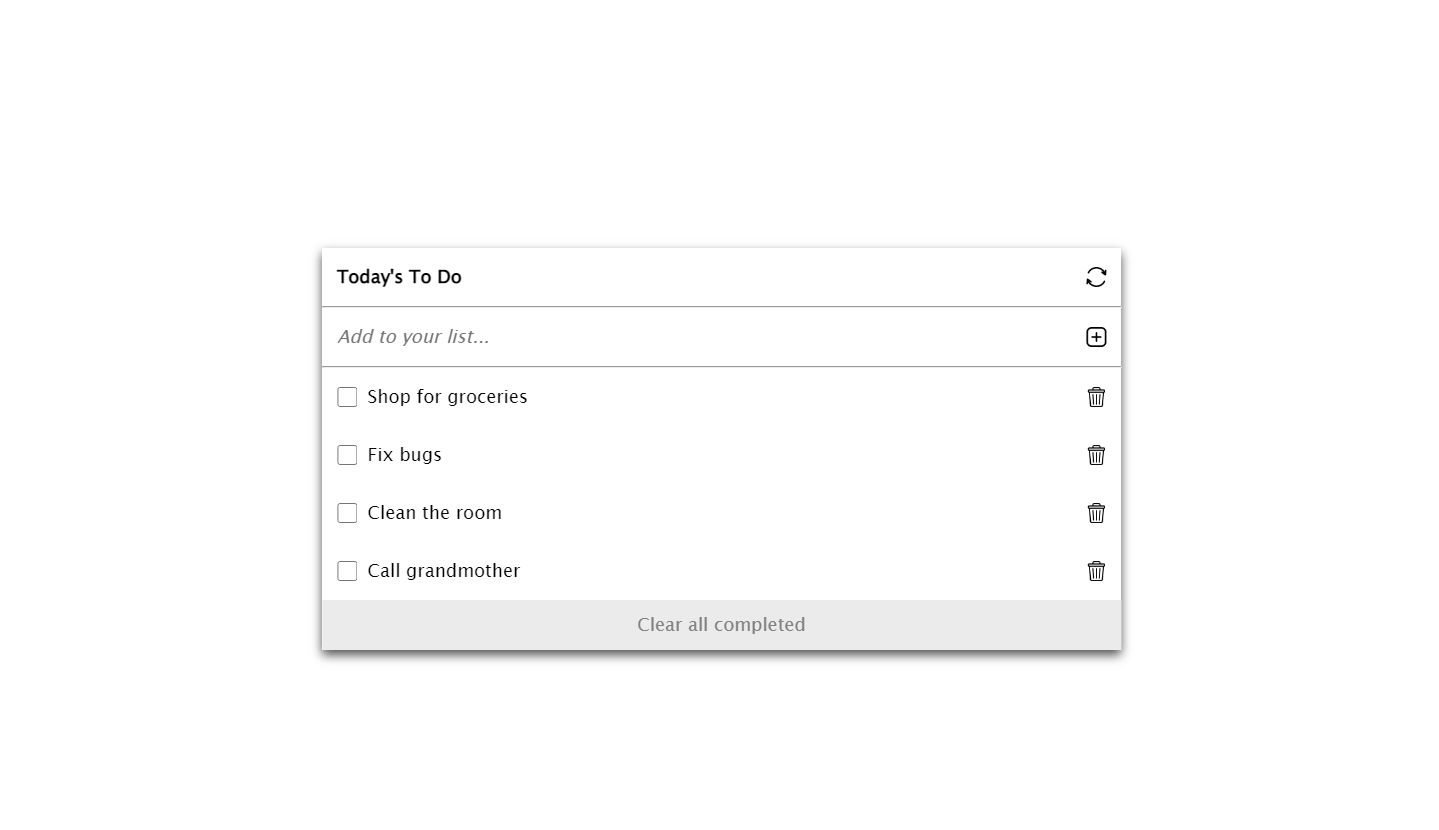 Today's To Do
Add to your list...
Shop for groceries
Fix bugs
Clean the room
Call grandmother
Clear all completed